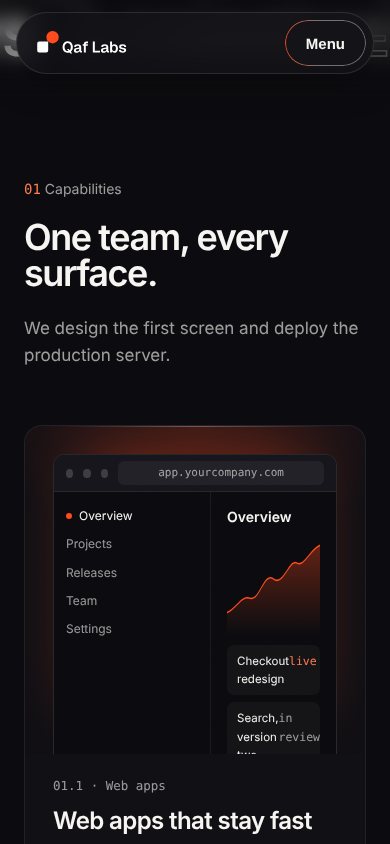 Qaf Labs
Menu
01 Capabilities
One team, every
surface.
We design the first screen and deploy the
production server.
app.yourcompany.com
Overview
Projects
Releases
Team
Settings
Overview
Checkout live
redesign
Search, in
version review
two
01.1 · Web apps
Web apps that stay fast